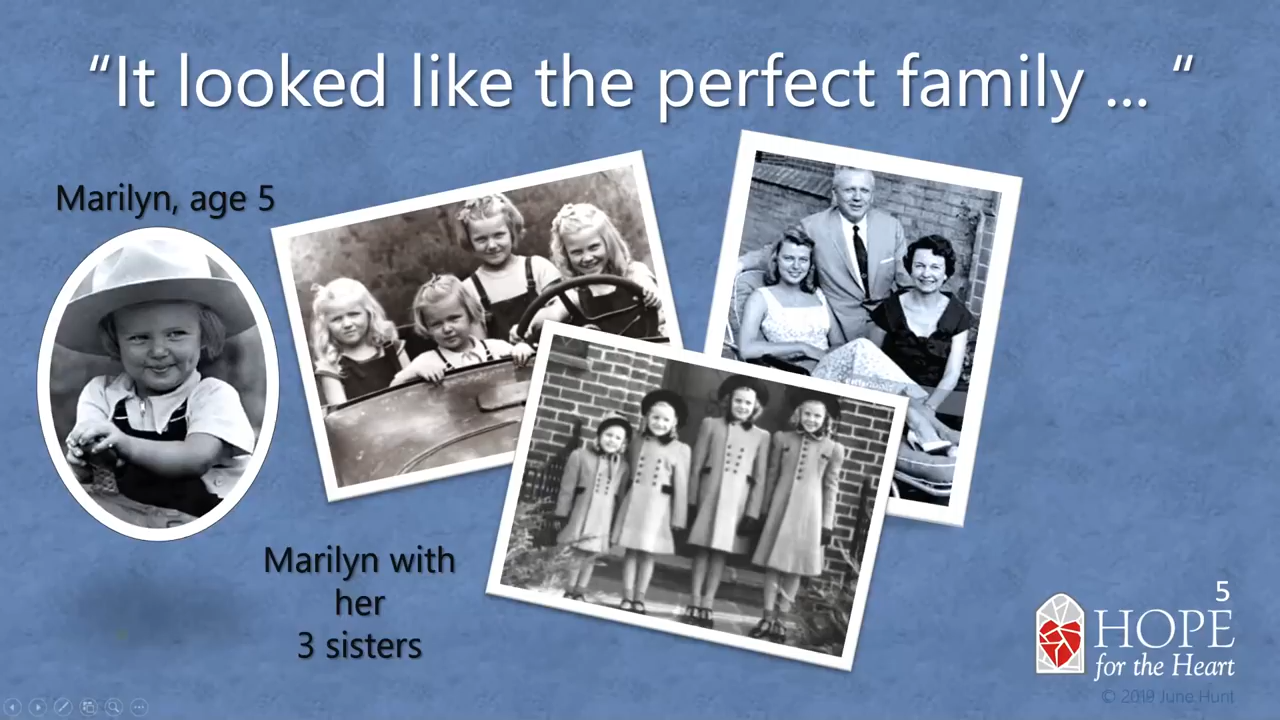 “It looked like the perfect family ... “
Marilyn, age 5
Marilyn with
her
3 sisters
5
HOPE
for the Heart
© 2019 June Hunt